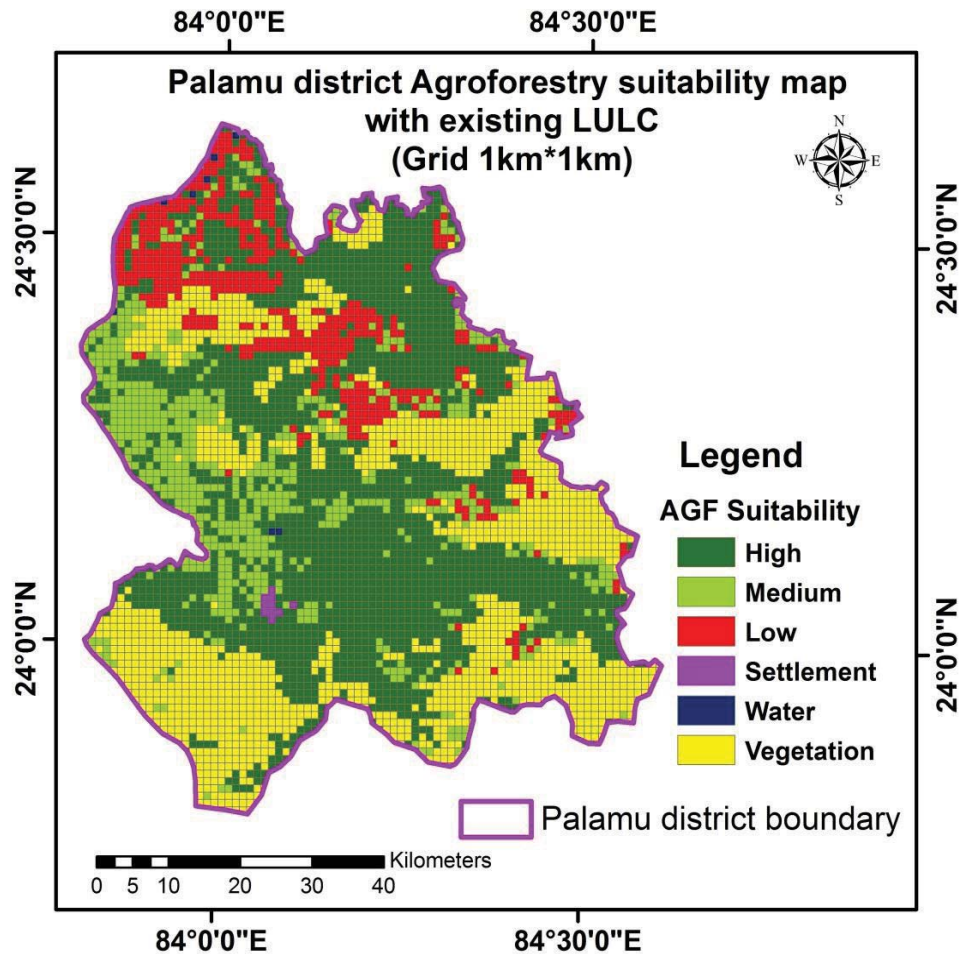 84°0'0"E 84°30'0"E
Palamu district Agroforestry suitability map
with existing LULC
(Grid 1km*1km)
N
W E
S
24°30'0"N 24°30'0"N
Legend
AGF Suitability
High
Medium
Low
Settlement
Water
Vegetation
24°0'0"N 24°0'0"N
Palamu district boundary
Kilometers
0 5 10 20 30 40
84°0'0"E 84°30'0"E